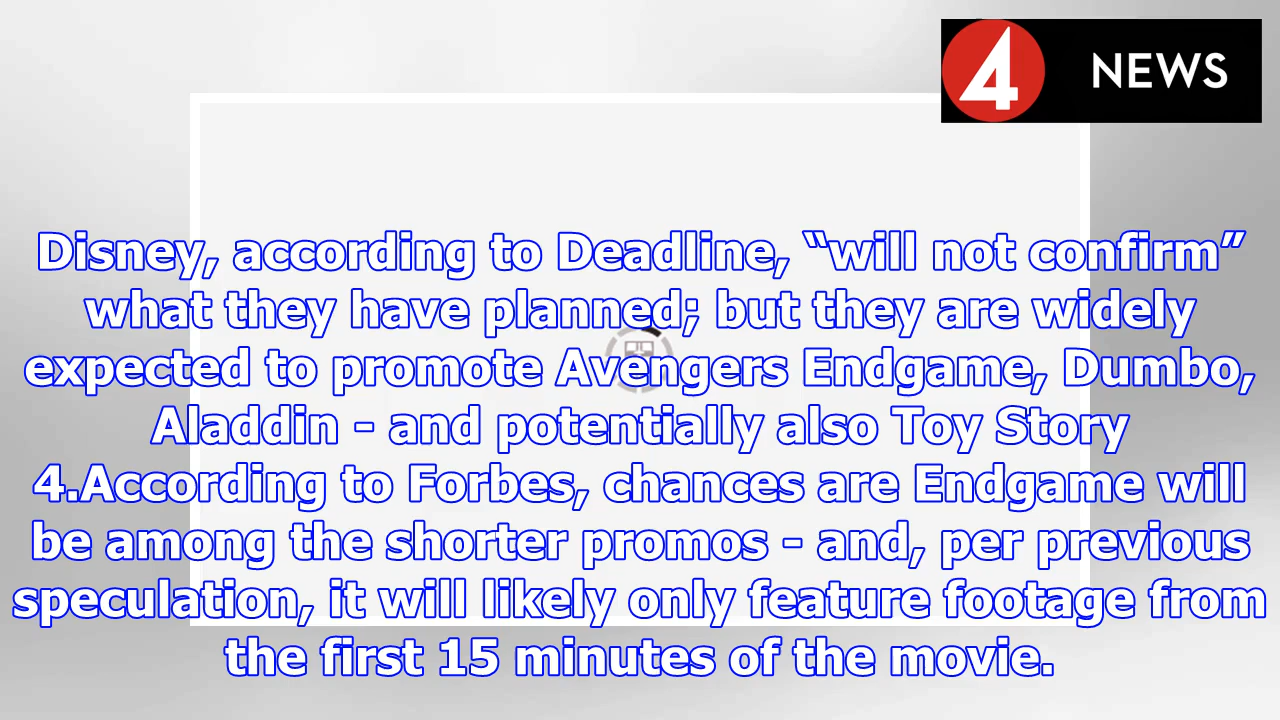 4 NEWS
Disney, according to Deadline, “will not confirm”
what they have planned; but they are widely
expected to promote Avengers Endgame, Dumbo,
Aladdin - and potentially also Toy Story
4.According to Forbes, chances are Endgame will
be among the shorter promos - and, per previous
speculation, it will likely only feature footage from
the first 15 minutes of the movie.